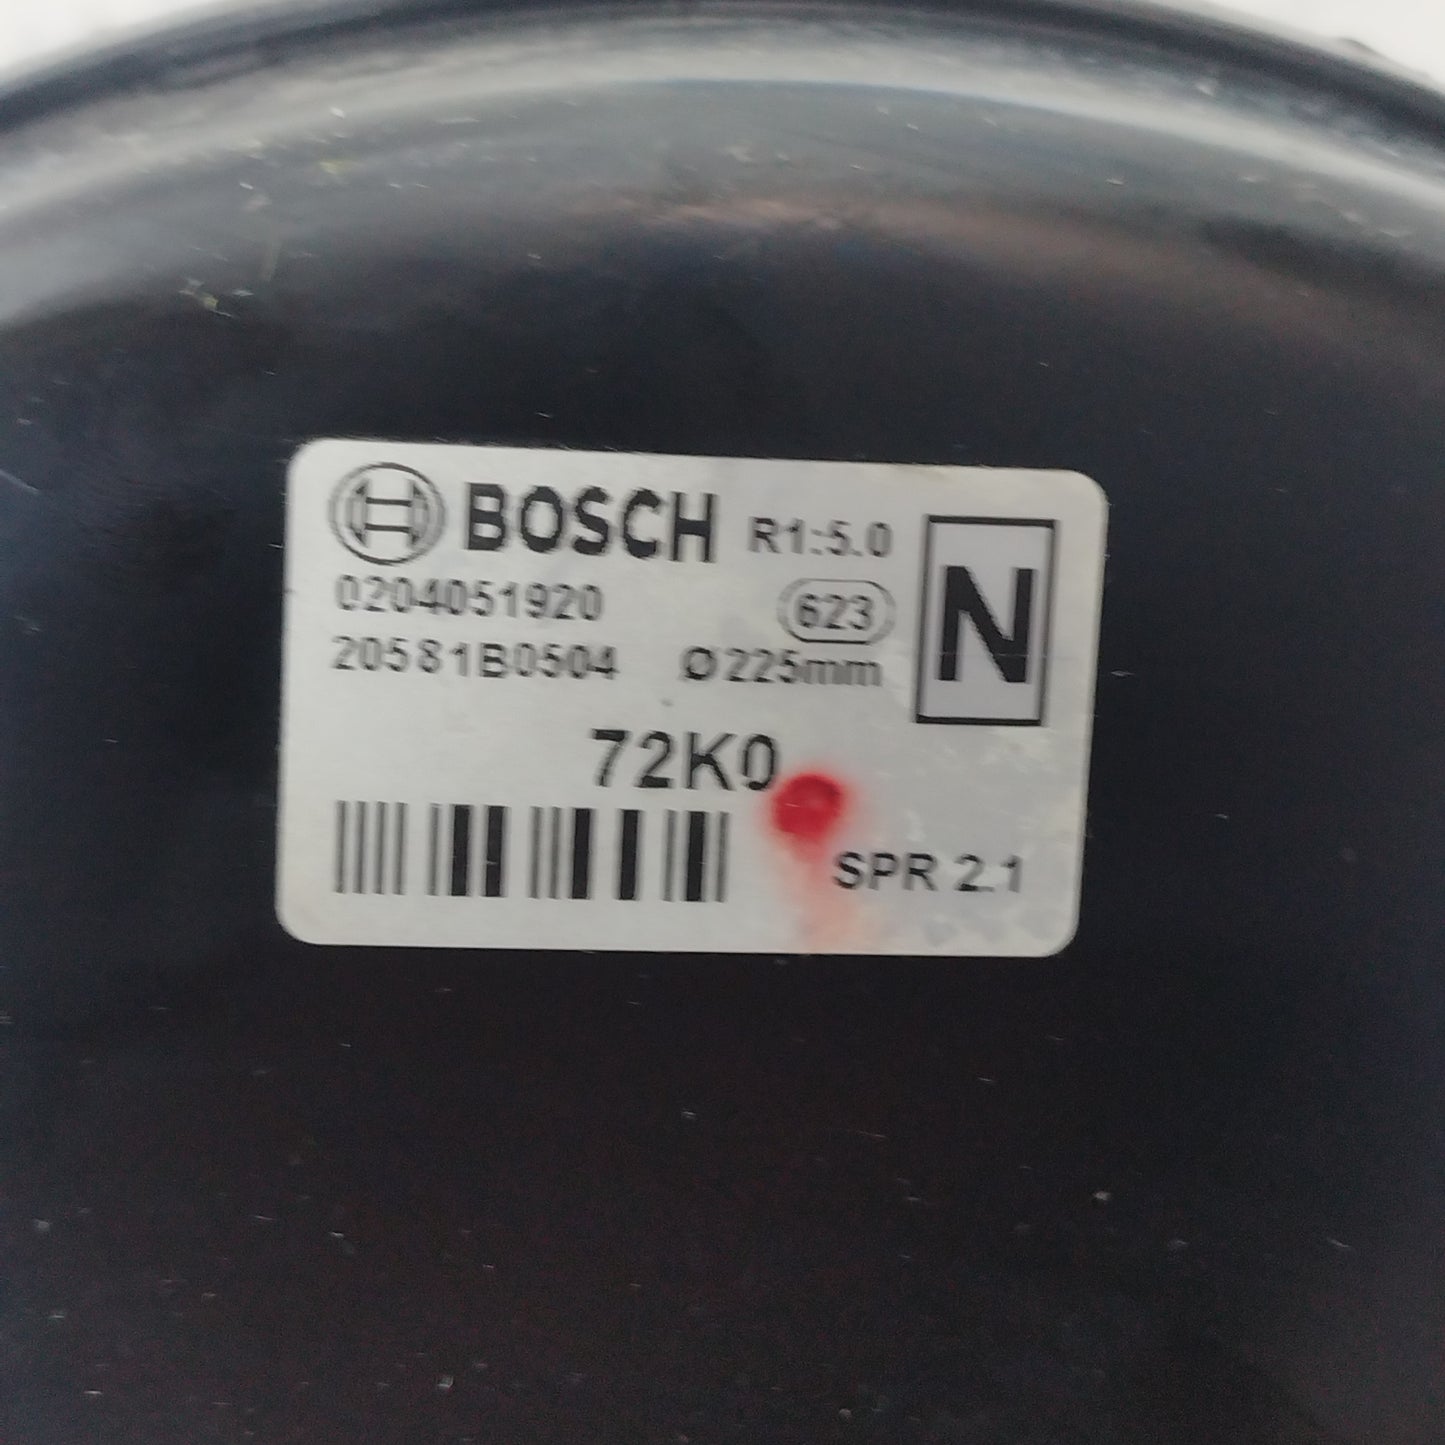 BOSCH R1:5.0
0204051920
623
N
20581B0504 Ø225mm
72K0
SPR 2.1